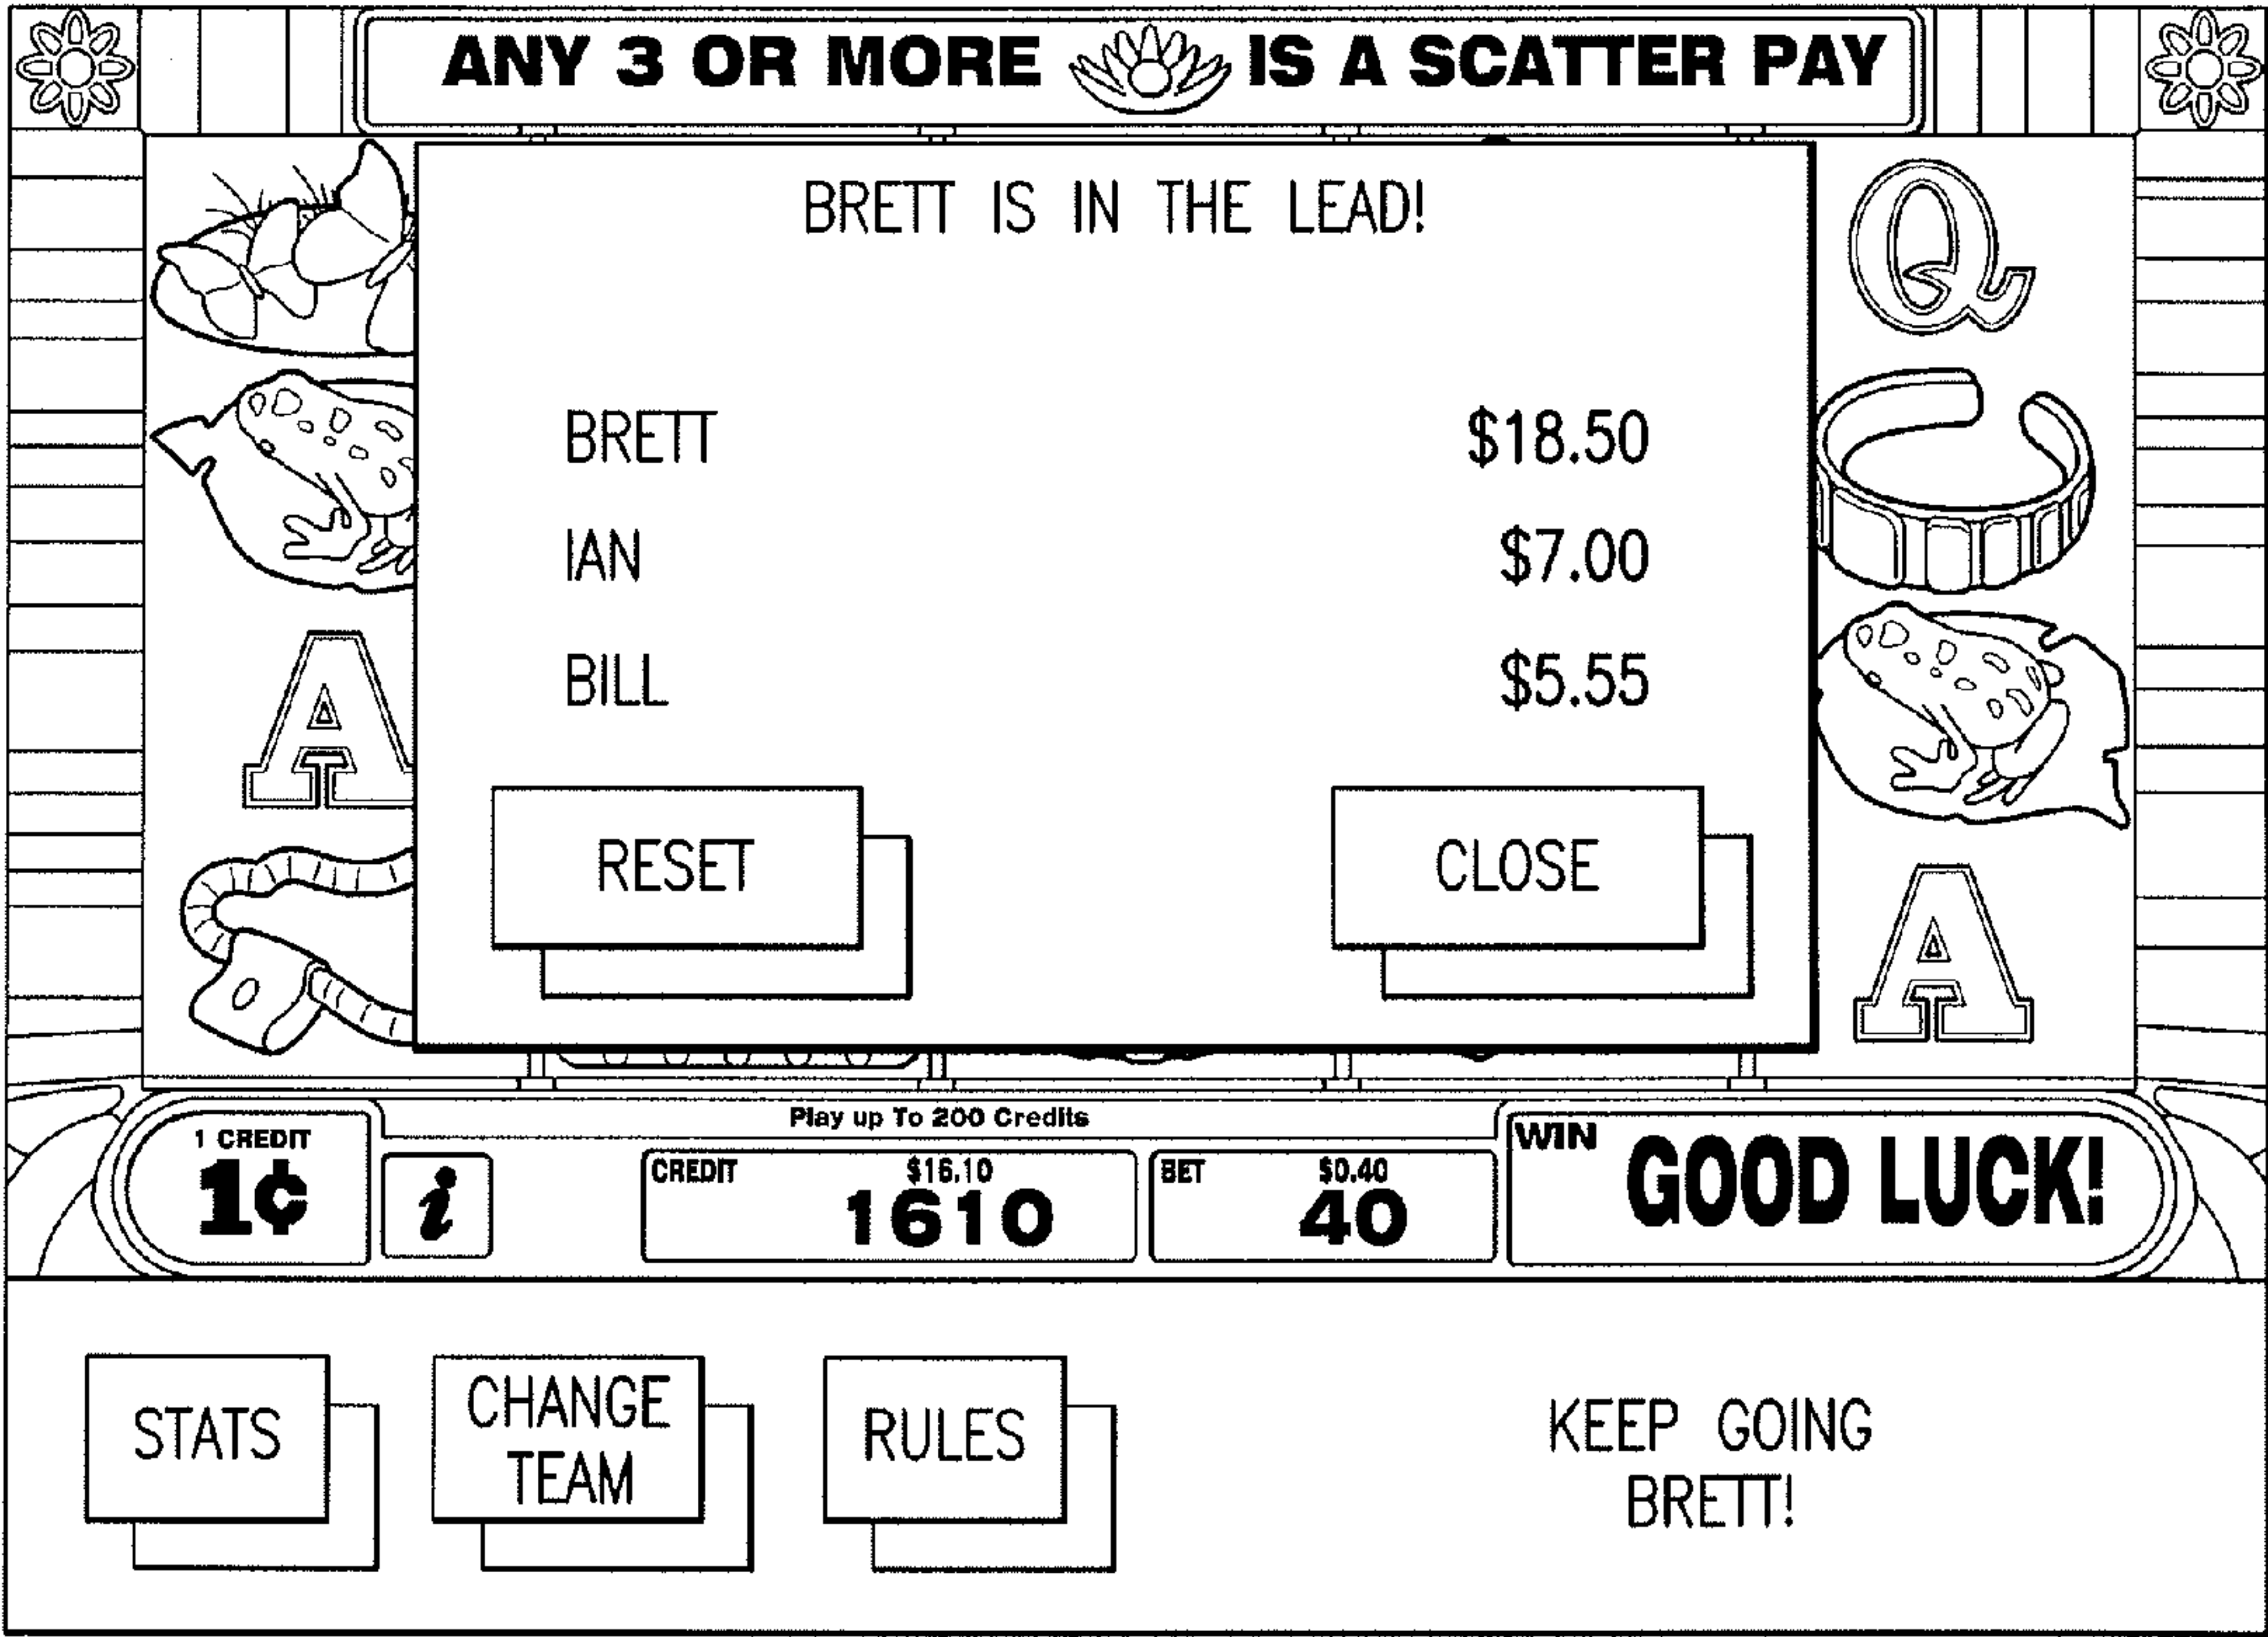 ANY 3 OR MORE IS A SCATTER PAY
BRETT IS IN THE LEAD!
BRETT $18.50
IAN $7.00
BILL $5.55
RESET CLOSE
Q
A
A
Play up To 200 Credits
1 CREDIT
1¢
i
CREDIT $16.10
1610
BET $0.40
40
WIN GOOD LUCK!
STATS
CHANGE
TEAM
RULES
KEEP GOING
BRETT!